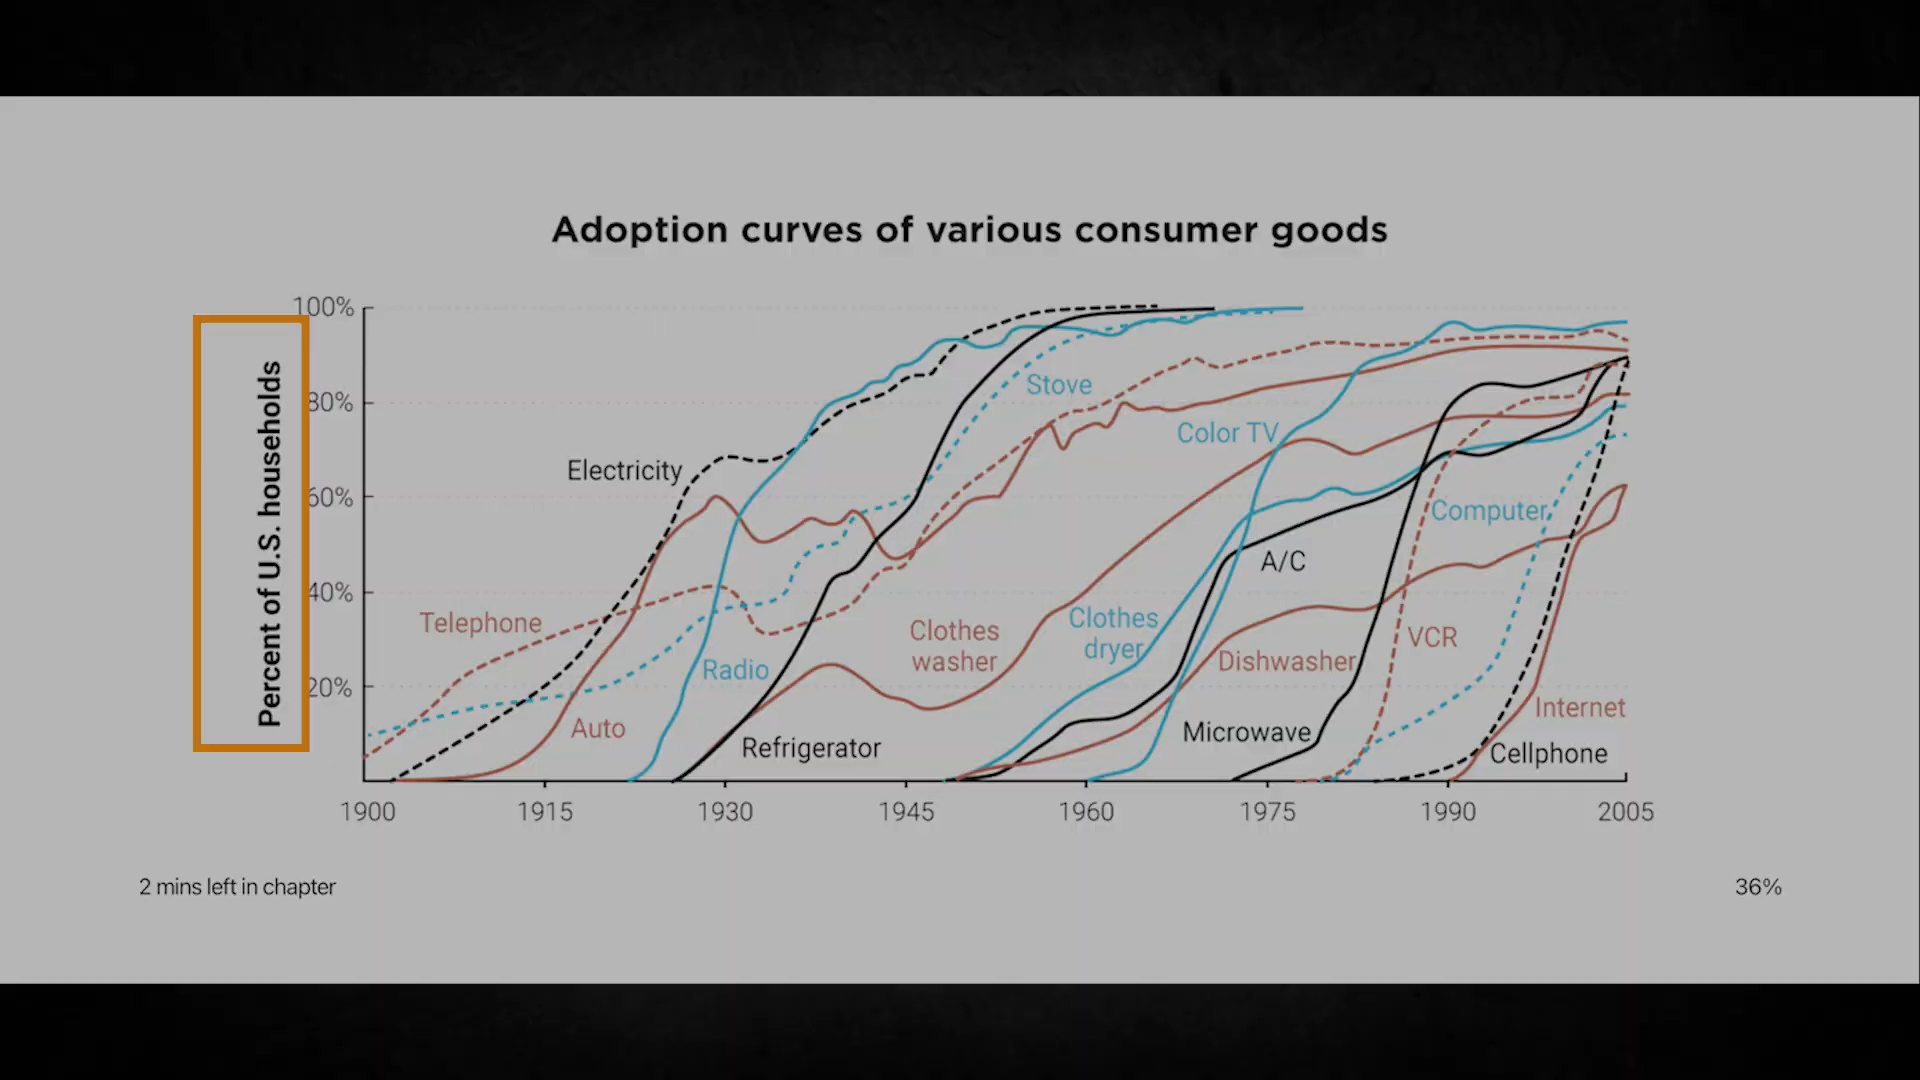 Adoption curves of various consumer goods
Percent of U.S. households
100%
80%
60%
40%
20%
Electricity
Stove
Color TV
Computer
A/C
Telephone
Clothes
washer
Clothes
dryer
VCR
Radio
Dishwasher
Auto
Refrigerator
Microwave
Internet
Cellphone
1900 1915 1930 1945 1960 1975 1990 2005
2 mins left in chapter
36%